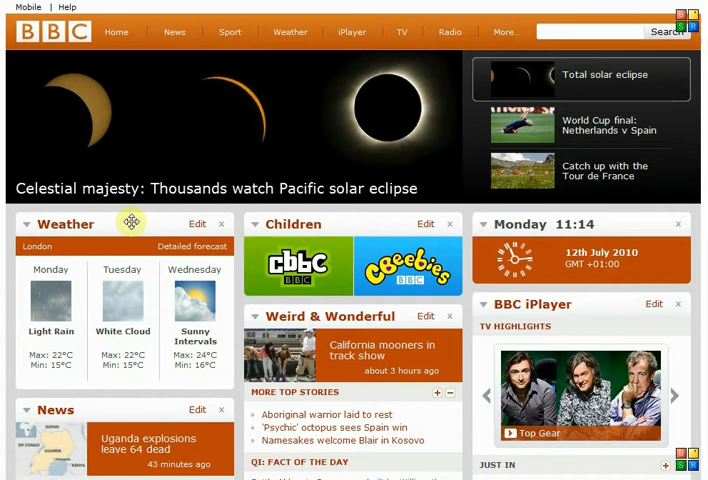 Mobile | Help
BBC Home News Sport Weather iPlayer TV Radio More... Search
Total solar eclipse
World Cup final:
Netherlands v Spain
Catch up with the
Tour de France
Celestial majesty: Thousands watch Pacific solar eclipse
Weather Edit x
London Detailed forecast
Monday Tuesday Wednesday
Light Rain White Cloud Sunny
Intervals
Max: 22°C Max: 22°C Max: 24°C
Min: 15°C Min: 15°C Min: 16°C
News Edit x
SUDAN
UGANDA
Uganda explosions
leave 64 dead
43 minutes ago
Children Edit x
cbbc
BBC
CBeebies
BBC
Weird & Wonderful Edit x
California mooners in
track show
about 3 hours ago
MORE TOP STORIES
Aboriginal warrior laid to rest
'Psychic' octopus sees Spain win
Namesakes welcome Blair in Kosovo
QI: FACT OF THE DAY
Monday 11:14 x
12th July 2010
GMT +01:00
BBC iPlayer Edit x
TV HIGHLIGHTS
Top Gear
JUST IN
B S R
B S R